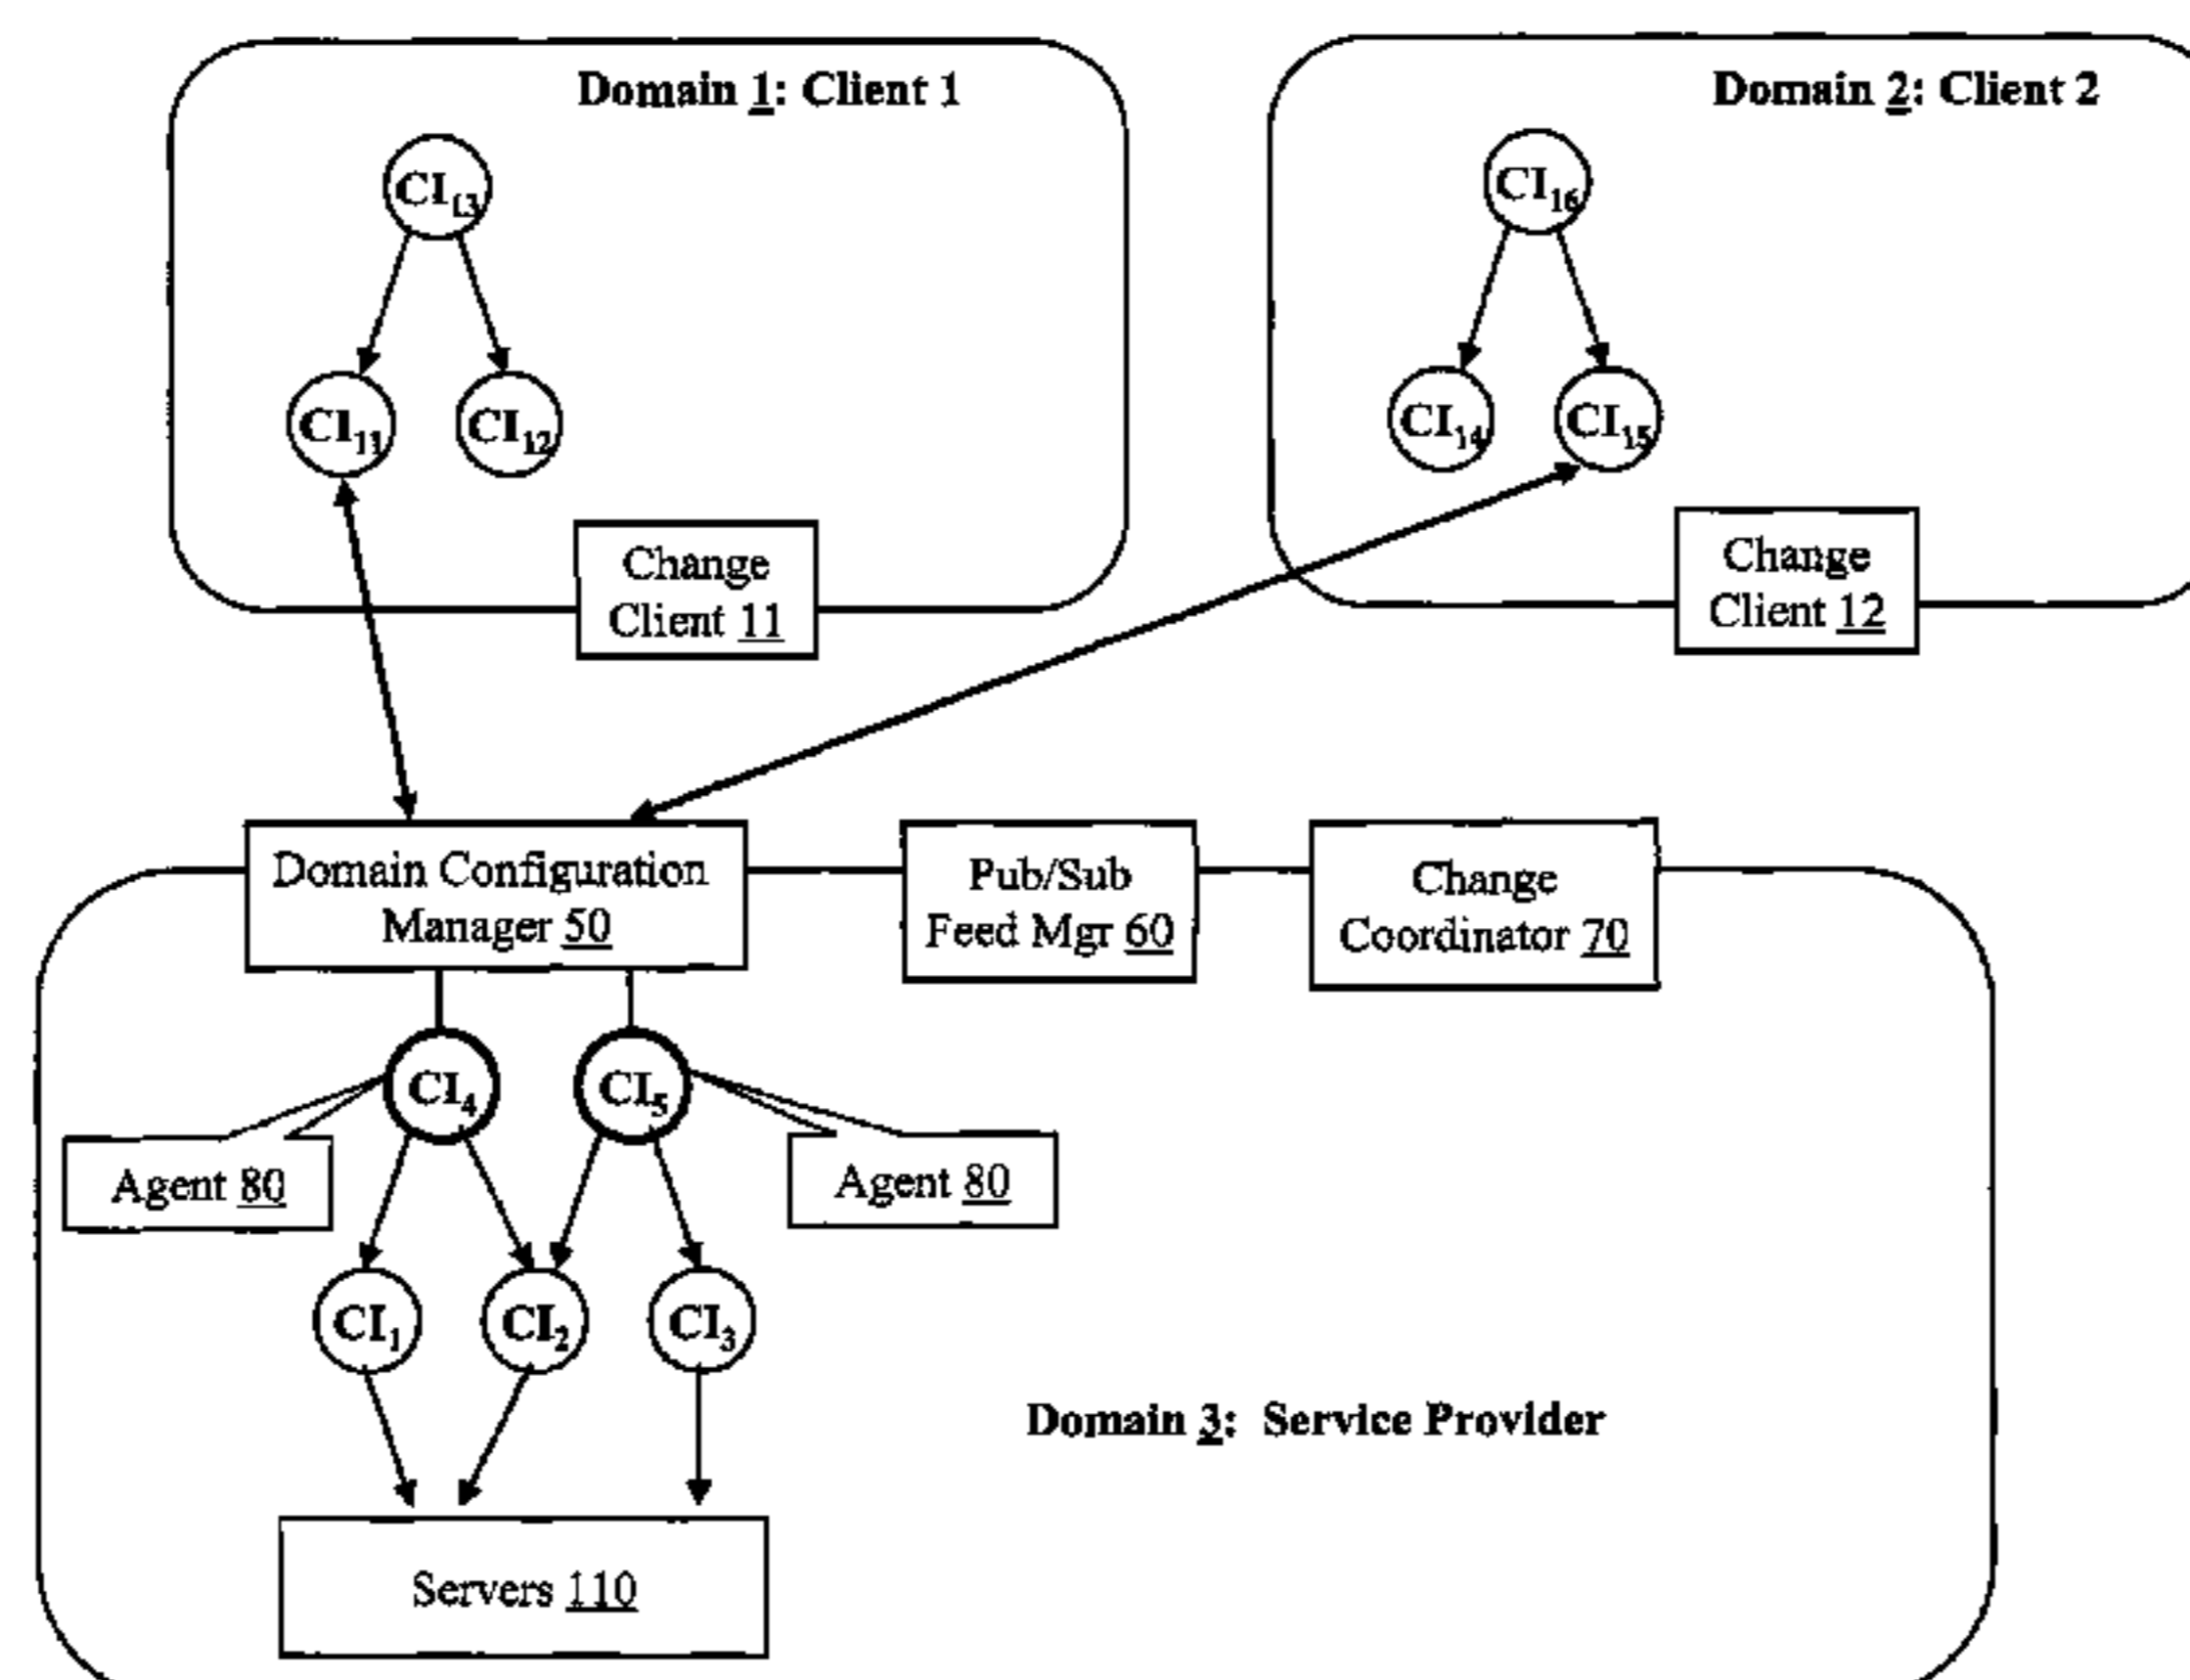 Domain 1: Client 1
Domain 2: Client 2
CI13
CI16
CI11
CI12
CI14
CI15
Change
Client 11
Change
Client 12
Domain Configuration
Manager 50
Pub/Sub
Feed Mgr 60
Change
Coordinator 70
CI4
CI5
Agent 80
Agent 80
CI1
CI2
CI3
Domain 3: Service Provider
Servers 110